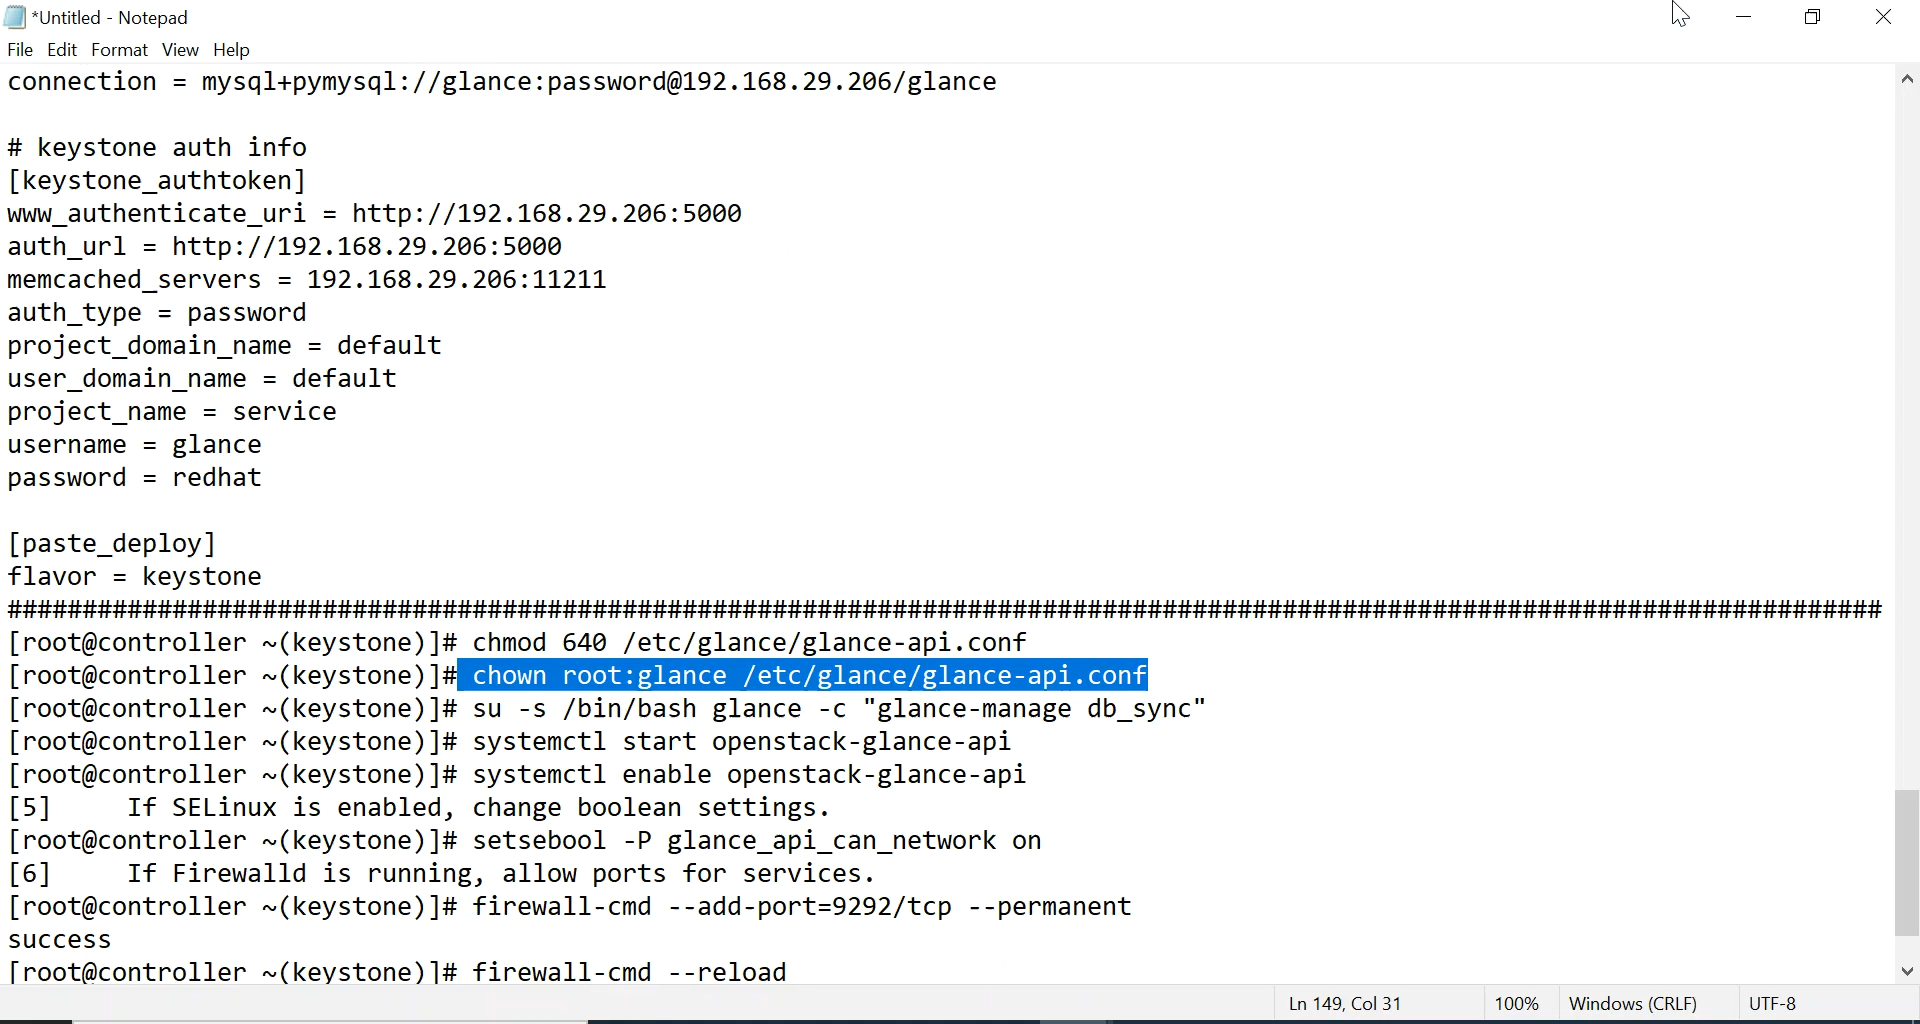 *Untitled - Notepad
File Edit Format View Help
connection = mysql+pymysql://glance:password@192.168.29.206/glance
# keystone auth info
[keystone_authtoken]
www_authenticate_uri = http://192.168.29.206:5000
auth_url = http://192.168.29.206:5000
memcached_servers = 192.168.29.206:11211
auth_type = password
project_domain_name = default
user_domain_name = default
project_name = service
username = glance
password = redhat
[paste_deploy]
flavor = keystone
#############################################################################################################################
[root@controller ~(keystone)]# chmod 640 /etc/glance/glance-api.conf
[root@controller ~(keystone)]# chown root:glance /etc/glance/glance-api.conf
[root@controller ~(keystone)]# su -s /bin/bash glance -c "glance-manage db_sync"
[root@controller ~(keystone)]# systemctl start openstack-glance-api
[root@controller ~(keystone)]# systemctl enable openstack-glance-api
[5]     If SELinux is enabled, change boolean settings.
[root@controller ~(keystone)]# setsebool -P glance_api_can_network on
[6]     If Firewalld is running, allow ports for services.
[root@controller ~(keystone)]# firewall-cmd --add-port=9292/tcp --permanent
success
[root@controller ~(keystone)]# firewall-cmd --reload
Ln 149, Col 31 100% Windows (CRLF) UTF-8